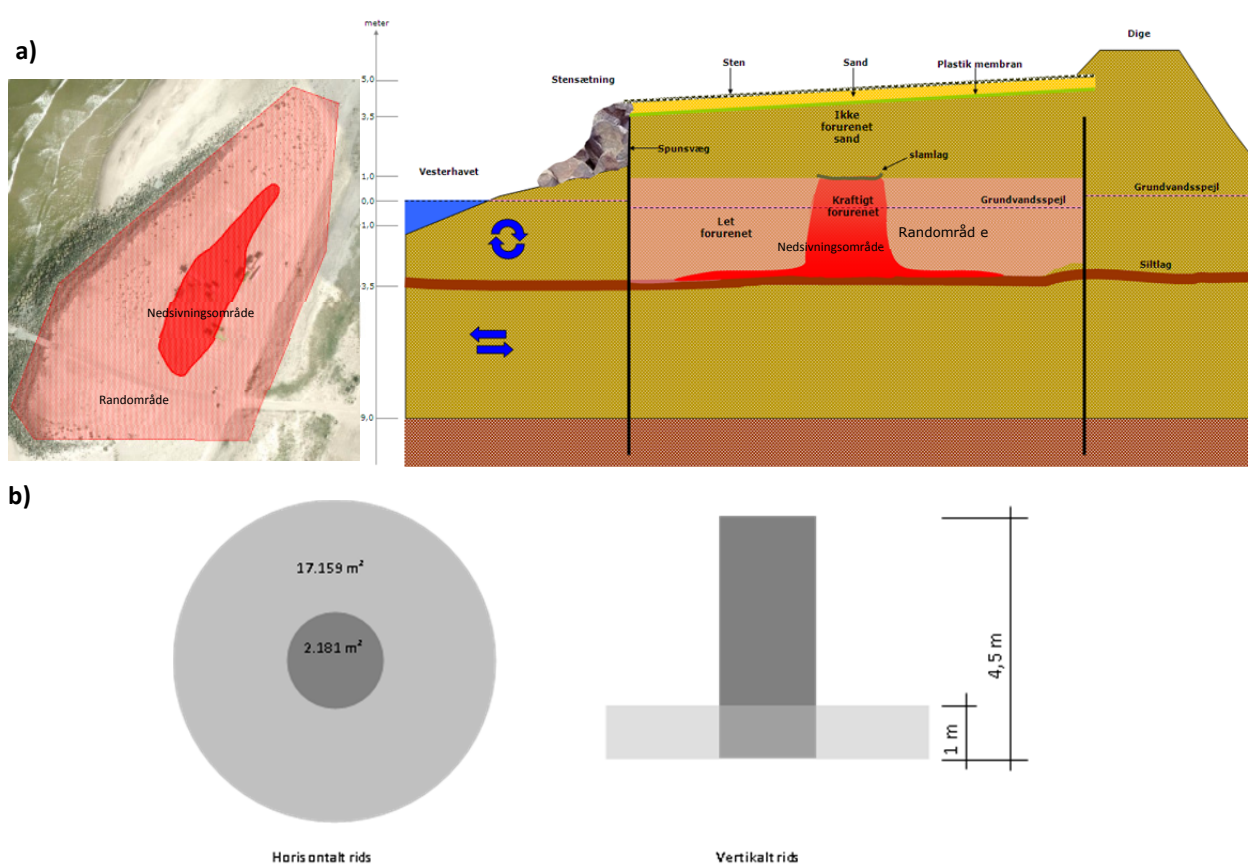 a)
Nedsivningsområde
Randområde
meter
5.0
3.5
1.0
0.0
1.0
3.5
9.0
Dige
Stensætning
Sten
Sand
Plastik membran
Ikke
forurenet
sand
Spunsvæg
slamlag
Vesterhavet
Grundvandsspejl
Kraftigt
forurenet
Grundvandsspejl
Let
forurenet
Randområd e
Nedsivningsområde
Siltlag
b)
17.159 m²
2.181 m²
4,5 m
1 m
Horisontalt rids
Vertikalt rids